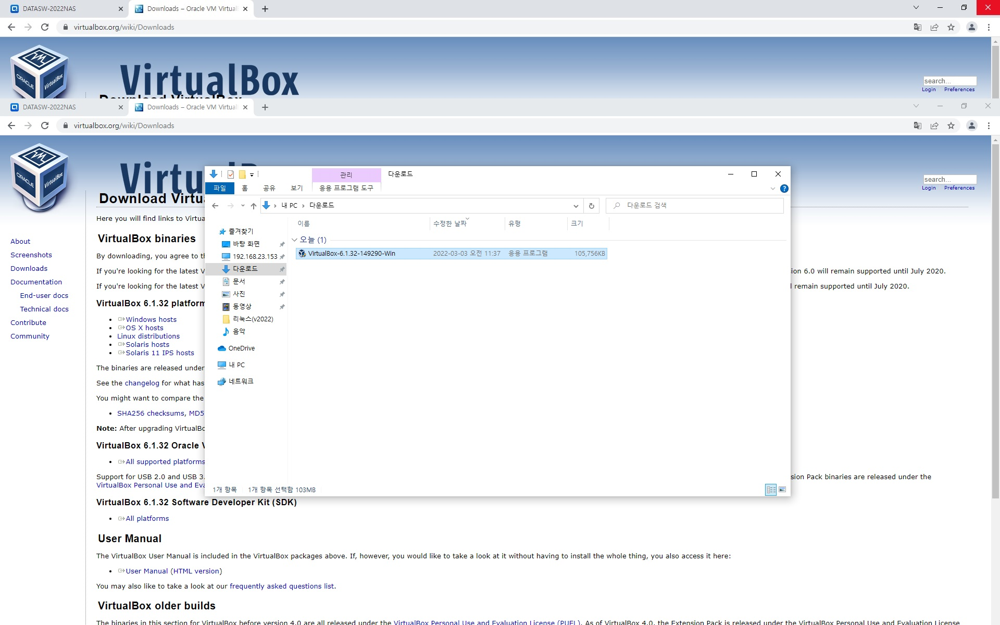 DATASW-2022NAS
Downloads – Oracle VM Virtual
virtualbox.org/wiki/Downloads
ORACLE
VirtualBox
VirtualBox
search...
Login Preferences
Download VirtualBox
DATASW-2022NAS
Downloads – Oracle VM Virtual
virtualbox.org/wiki/Downloads
ORACLE
VirtualBox
search...
Login Preferences
Download Virtu
Here you will find links to Virtua
About
Screenshots
Downloads
Documentation
End-user docs
Technical docs
Contribute
Community
VirtualBox binaries
By downloading, you agree to th
If you're looking for the latest V
ion 6.0 will remain supported until July 2020.
If you're looking for the latest V
l remain supported until July 2020.
VirtualBox 6.1.32 platform
Windows hosts
OS X hosts
Linux distributions
Solaris hosts
Solaris 11 IPS hosts
The binaries are released under
See the changelog for what has
You might want to compare the
SHA256 checksums, MD5
Note: After upgrading VirtualBo
VirtualBox 6.1.32 Oracle V
All supported platforms
Support for USB 2.0 and USB 3.
sion Pack binaries are released under the
VirtualBox Personal Use and Eva
관리
다운로드
파일 홈 공유 보기 응용 프로그램 도구
내 PC › 다운로드
다운로드 검색
이름 수정한 날짜 유형 크기
오늘 (1)
VirtualBox-6.1.32-149290-Win 2022-03-03 오전 11:37 응용 프로그램 105,756KB
즐겨찾기
바탕 화면
192.168.23.153
다운로드
문서
사진
동영상
리눅스(v2022)
음악
OneDrive
내 PC
네트워크
1개 항목 1개 항목 선택함 103MB
VirtualBox 6.1.32 Software Developer Kit (SDK)
All platforms
User Manual
The VirtualBox User Manual is included in the VirtualBox packages above. If, however, you would like to take a look at it without having to install the whole thing, you also access it here:
User Manual (HTML version)
You may also like to take a look at our frequently asked questions list.
VirtualBox older builds
The binaries in this section for VirtualBox before version 4.0 are all released under the VirtualBox Personal Use and Evaluation License (PUEL). As of VirtualBox 4.0, the Extension Pack is released under the VirtualBox Personal Use and Evaluation License